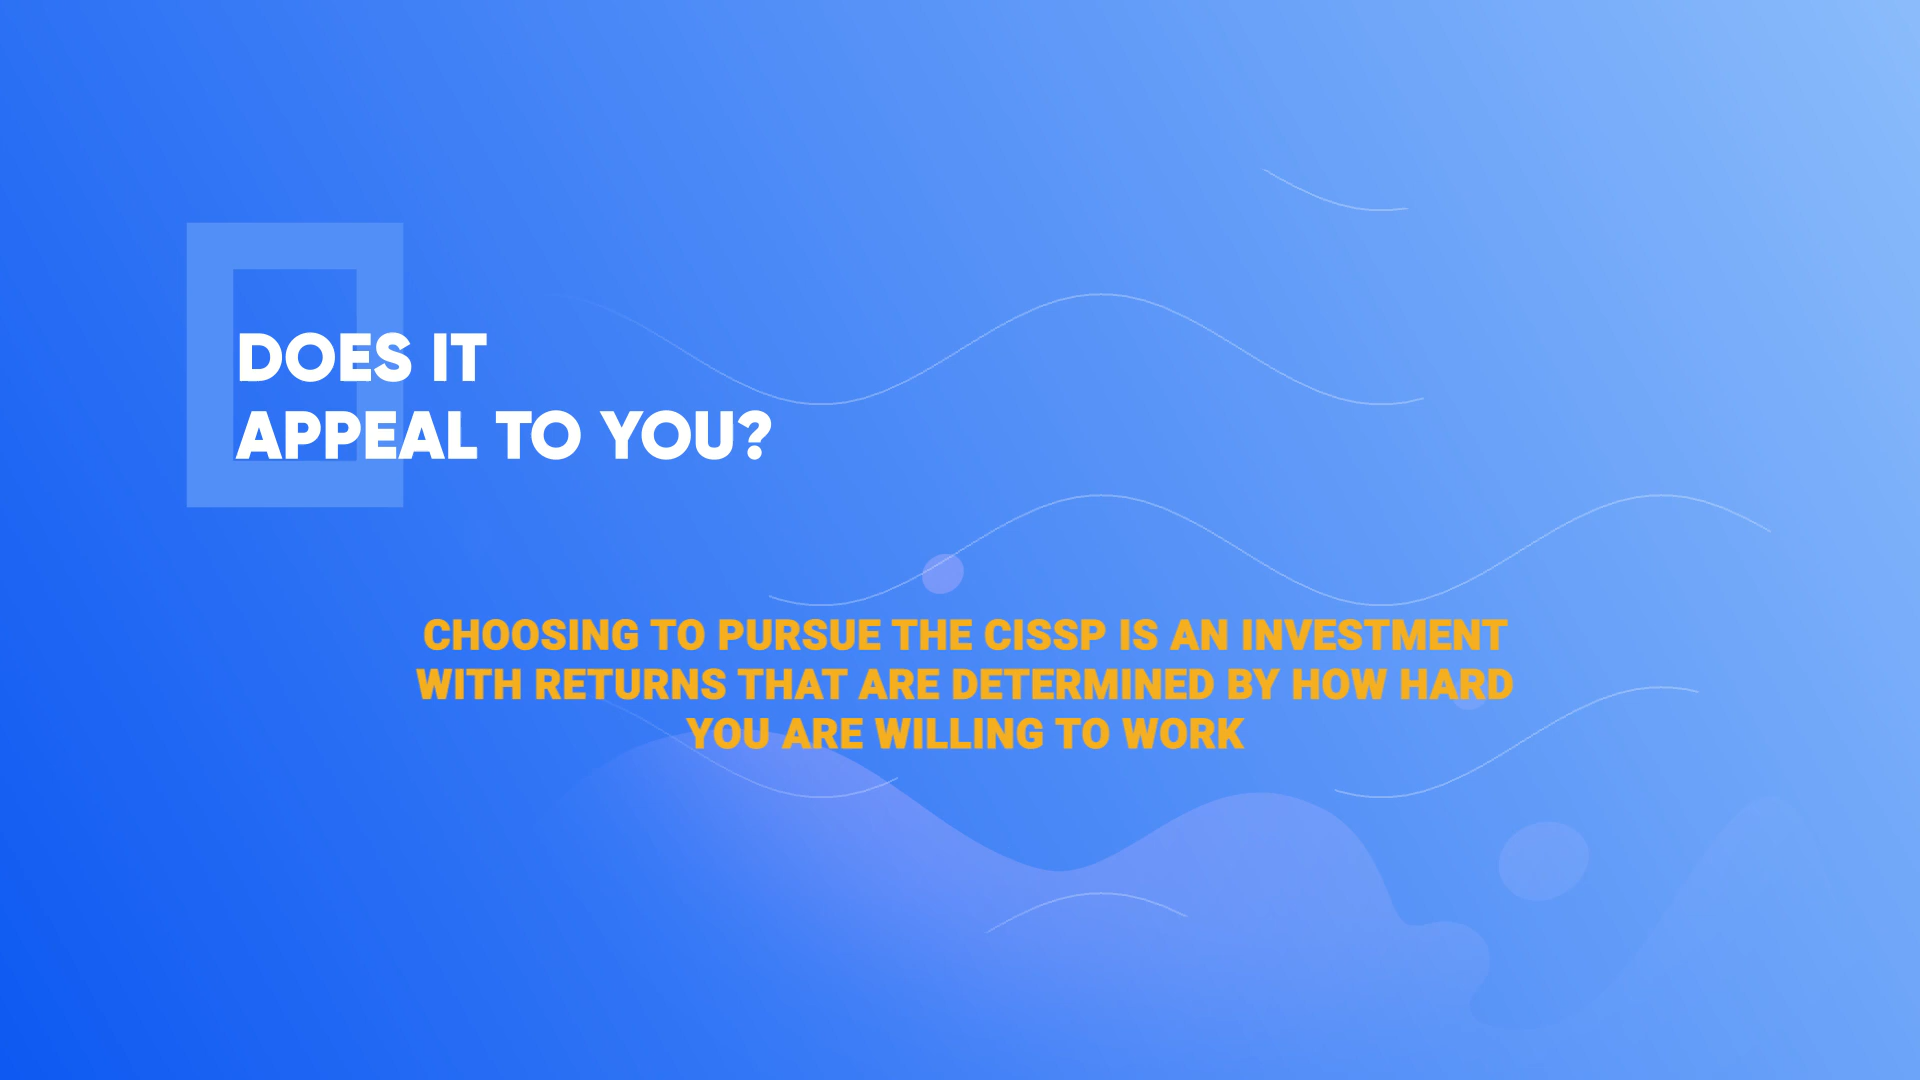 DOES IT
APPEAL TO YOU?
CHOOSING TO PURSUE THE CISSP IS AN INVESTMENT
WITH RETURNS THAT ARE DETERMINED BY HOW HARD
YOU ARE WILLING TO WORK